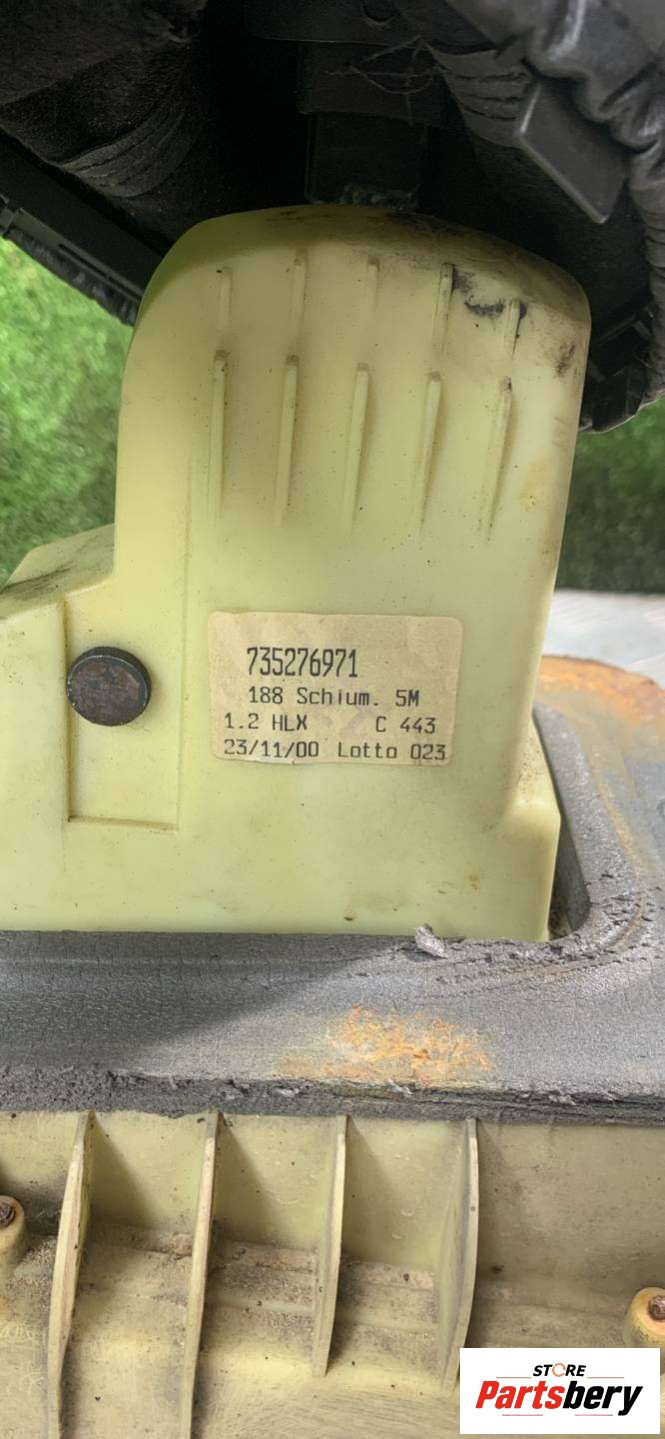 735276971
188 Schium. 5M
1.2 HLX C 443
23/11/00 Lotto 023
STORE
Partsbery